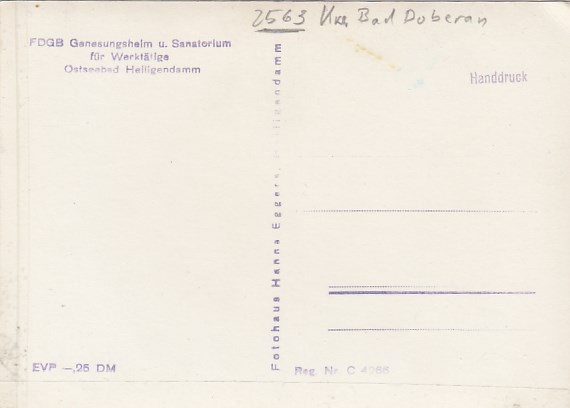 2563 Krs Bad Doberan
FDGB Genesungsheim u. Sanatorium
für Werktätige
Ostseebad Heiligendamm
Handdruck
Fotohaus Hanna Eggers, Heiligendamm
EVP —,25 DM
Reg. Nr. C